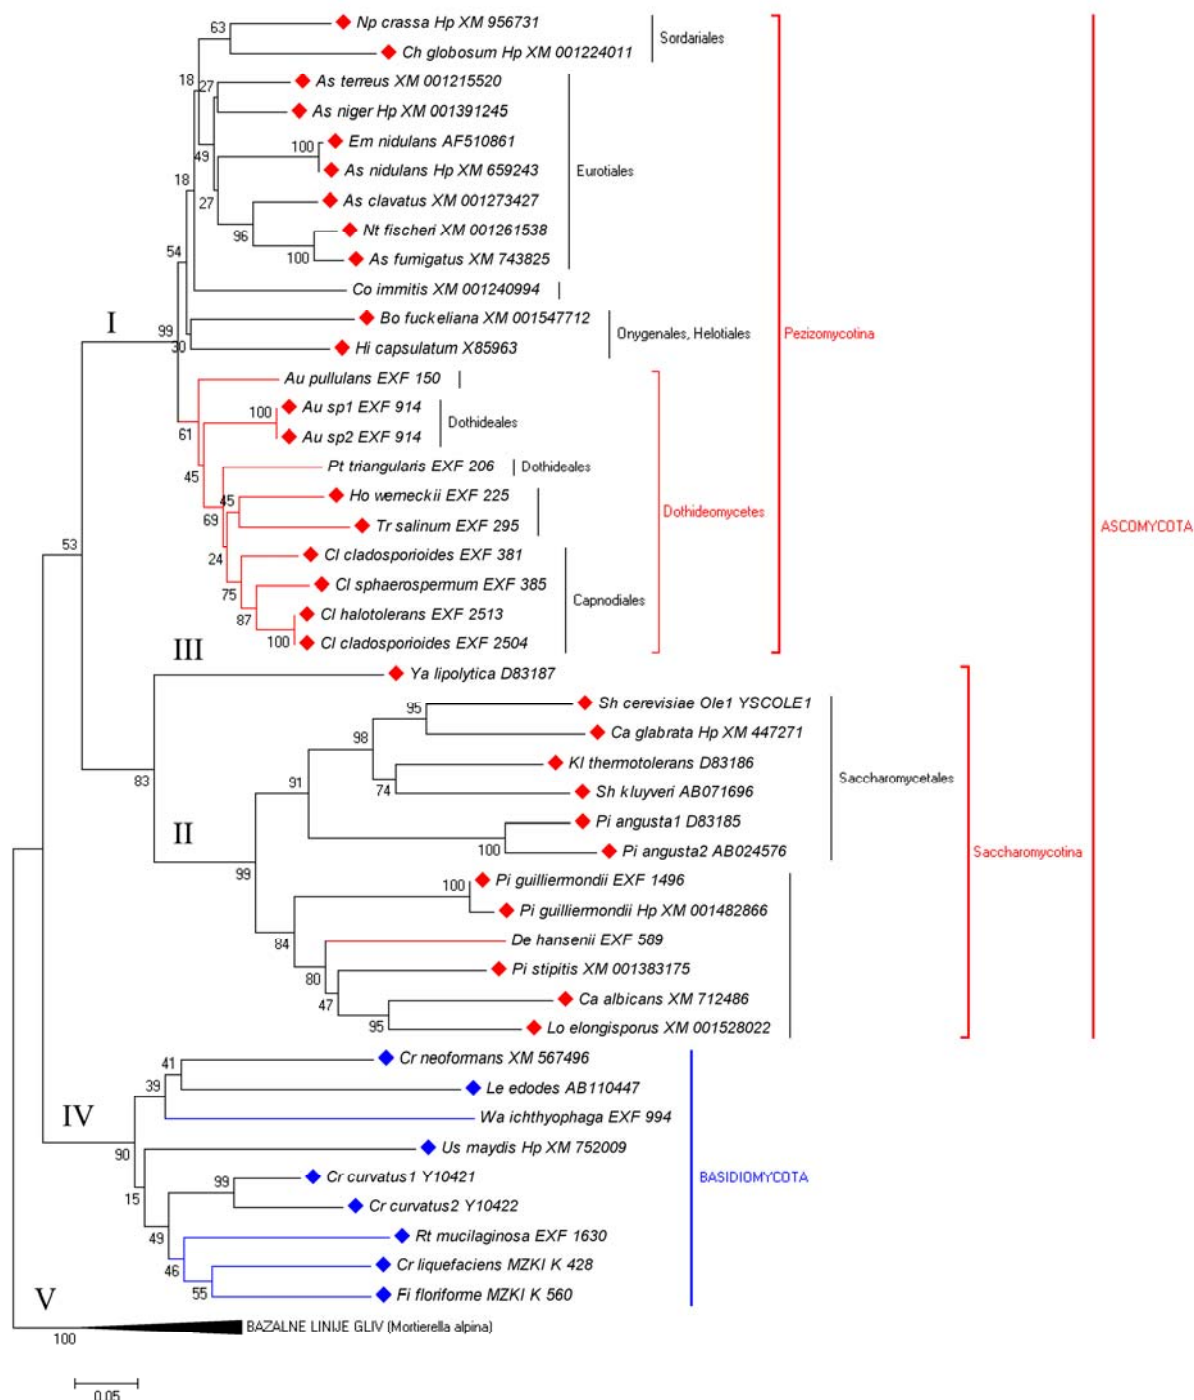 63
Np crassa Hp XM 956731
Ch globosum Hp XM 001224011
Sordariales
18
27
As terreus XM 001215520
As niger Hp XM 001391245
100
Em nidulans AF510861
As nidulans Hp XM 659243
Eurotiales
49
18
27
As clavatus XM 001273427
96
Nt fischeri XM 001261538
100
As fumigatus XM 743825
54
Co immitis XM 001240994
I
99
30
Bo fuckeliana XM 001547712
Hi capsulatum X85963
Onygenales, Helotiales
Pezizomycotina
Au pullulans EXF 150
61
100
Au sp1 EXF 914
Au sp2 EXF 914
Dothideales
45
Pt triangularis EXF 206
Dothideales
45
Ho werneckii EXF 225
69
Tr salinum EXF 295
Dothideomycetes
ASCOMYCOTA
53
24
Cl cladosporioides EXF 381
75
Cl sphaerospermum EXF 385
Capnodiales
87
Cl halotolerans EXF 2513
100
Cl cladosporioides EXF 2504
III
Ya lipolytica D83187
95
Sh cerevisiae Ole1 YSCOLE1
Ca glabrata Hp XM 447271
98
Kl thermotolerans D83186
83
91
74
Sh kluyveri AB071696
Saccharomycetales
II
Pi angusta1 D83185
100
Pi angusta2 AB024576
Saccharomycotina
99
100
Pi guilliermondii EXF 1496
Pi guilliermondii Hp XM 001482866
84
De hansenii EXF 589
80
Pi stipitis XM 001383175
47
Ca albicans XM 712486
95
Lo elongisporus XM 001528022
41
Cr neoformans XM 567496
39
Le edodes AB110447
IV
Wa ichthyophaga EXF 994
90
Us maydis Hp XM 752009
15
99
Cr curvatus1 Y10421
BASIDIOMYCOTA
Cr curvatus2 Y10422
49
Rt mucilaginosa EXF 1630
46
Cr liquefaciens MZKI K 428
55
Fi floriforme MZKI K 560
V
100
BAZALNE LINIJE GLIV (Mortierella alpina)
0.05